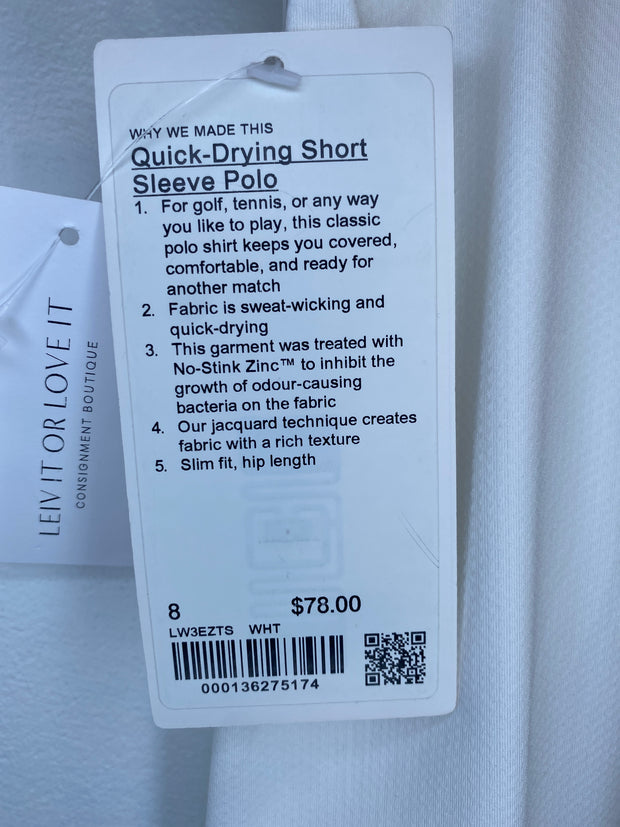 WHY WE MADE THIS
Quick-Drying Short
Sleeve Polo
1. For golf, tennis, or any way
you like to play, this classic
polo shirt keeps you covered,
comfortable, and ready for
another match
2. Fabric is sweat-wicking and
quick-drying
3. This garment was treated with
No-Stink Zinc™ to inhibit the
growth of odour-causing
bacteria on the fabric
4. Our jacquard technique creates
fabric with a rich texture
5. Slim fit, hip length
8 $78.00
LW3EZTS WHT
000136275174
LEIV IT OR LOVE IT
CONSIGNMENT BOUTIQUE